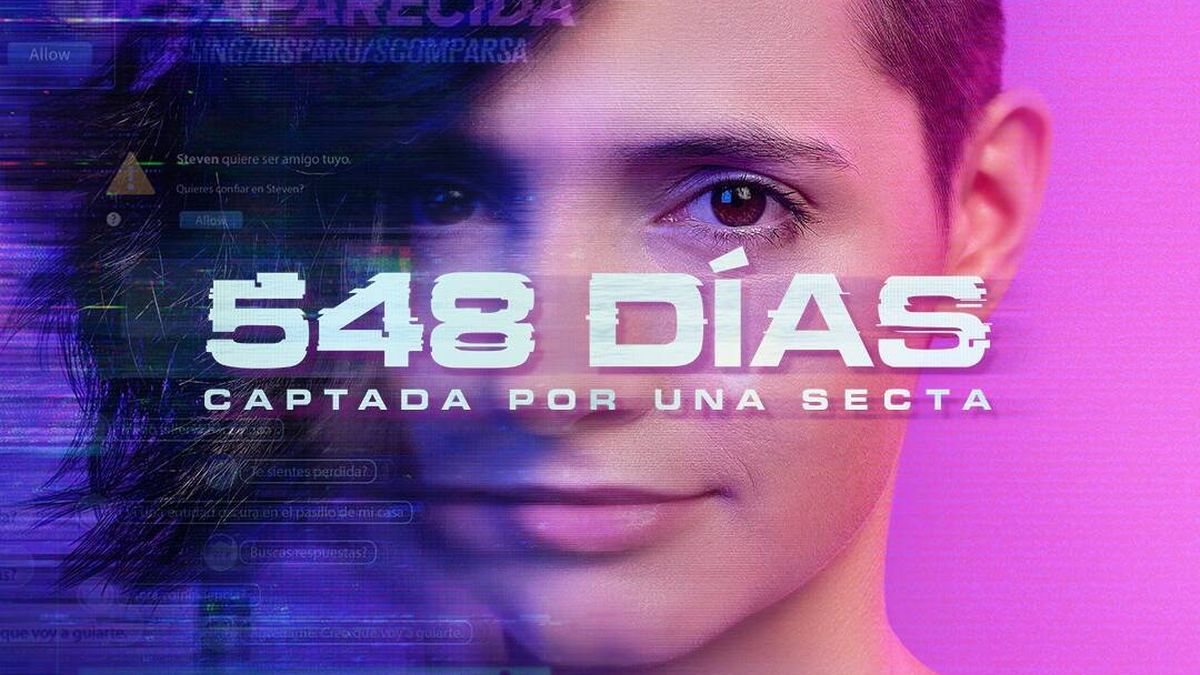 DESAPARECIDA
MISSING/DISPARU/SCOMPARSA
Allow
Steven quiere ser amigo tuyo.
Quieres confiar en Steven?
?
Allow
548 DÍAS
CAPTADA POR UNA SECTA
Te sientes perdida?
entidad oscura en el pasillo de mi casa
Buscas respuestas?
que voy a guiarte.
Creo que voy a guiarte.